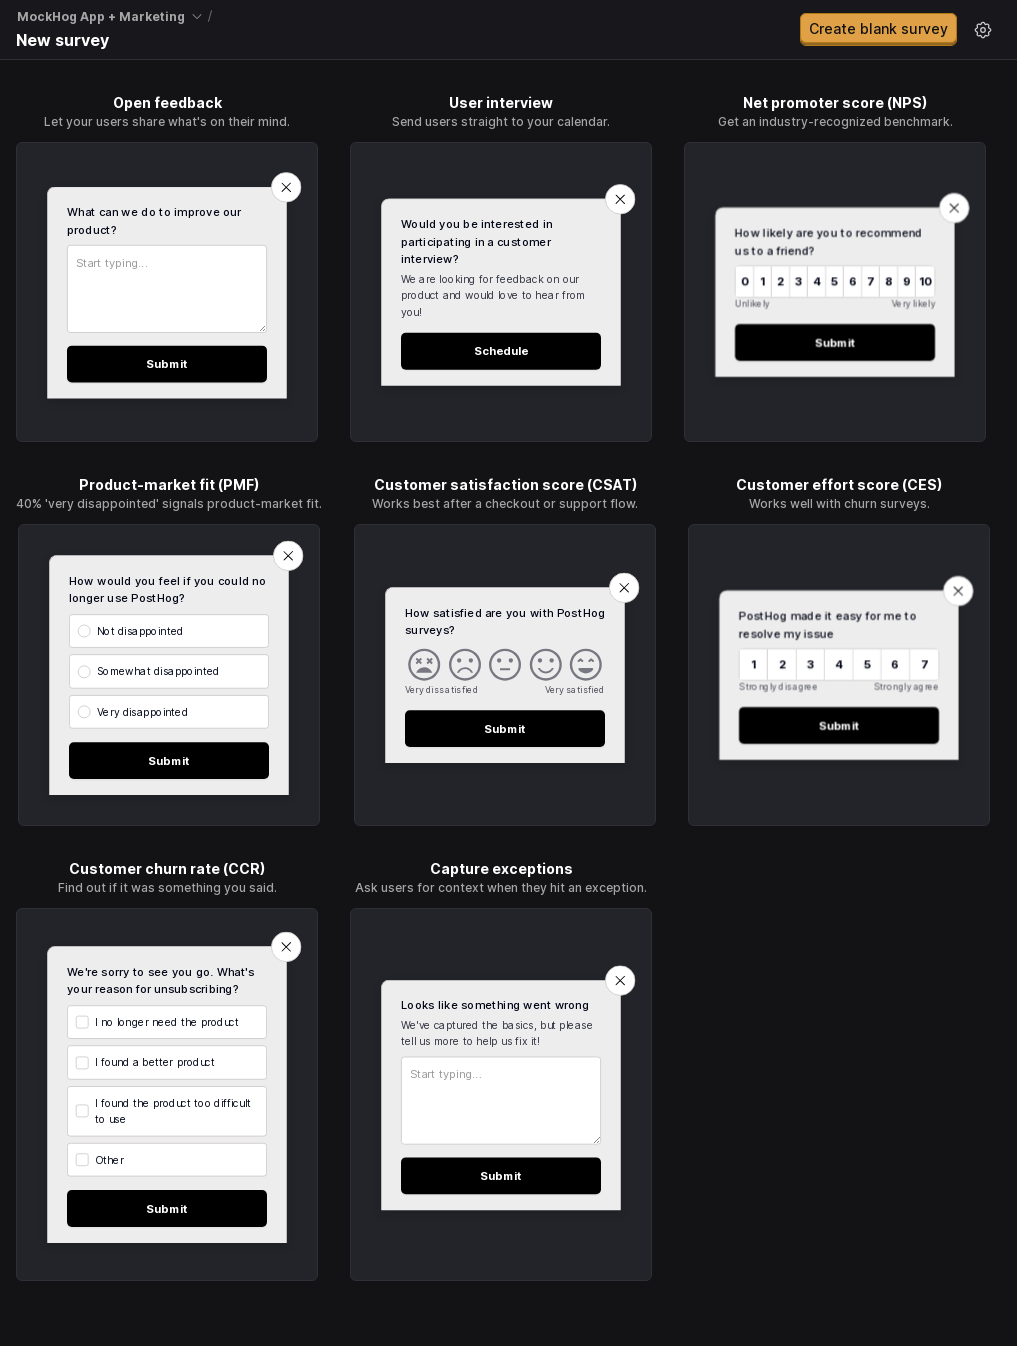 MockHog App + Marketing /
New survey
Create blank survey
Open feedback
Let your users share what's on their mind.
What can we do to improve our
product?
Start typing...
Submit
User interview
Send users straight to your calendar.
Would you be interested in
participating in a customer
interview?
We are looking for feedback on our
product and would love to hear from
you!
Schedule
Net promoter score (NPS)
Get an industry-recognized benchmark.
How likely are you to recommend
us to a friend?
0 1 2 3 4 5 6 7 8 9 10
Unlikely Very likely
Submit
Product-market fit (PMF)
40% 'very disappointed' signals product-market fit.
How would you feel if you could no
longer use PostHog?
Not disappointed
Somewhat disappointed
Very disappointed
Submit
Customer satisfaction score (CSAT)
Works best after a checkout or support flow.
How satisfied are you with PostHog
surveys?
Very dissatisfied Very satisfied
Submit
Customer effort score (CES)
Works well with churn surveys.
PostHog made it easy for me to
resolve my issue
1 2 3 4 5 6 7
Strongly disagree Strongly agree
Submit
Customer churn rate (CCR)
Find out if it was something you said.
We're sorry to see you go. What's
your reason for unsubscribing?
I no longer need the product
I found a better product
I found the product too difficult
to use
Other
Submit
Capture exceptions
Ask users for context when they hit an exception.
Looks like something went wrong
We've captured the basics, but please
tell us more to help us fix it!
Start typing...
Submit